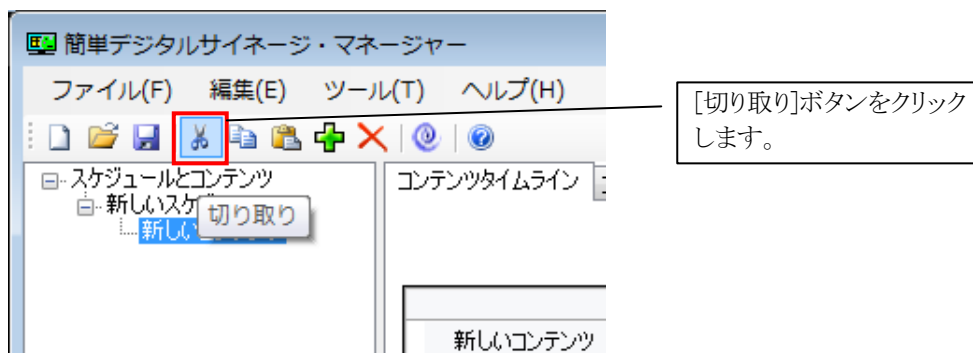 簡単デジタルサイネージ・マネージャー
ファイル(F) 編集(E) ツール(T) ヘルプ(H)
[切り取り]ボタンをクリック
します。
スケジュールとコンテンツ
新しいスケ
切り取り
新しい
コンテンツタイムライン
新しいコンテンツ